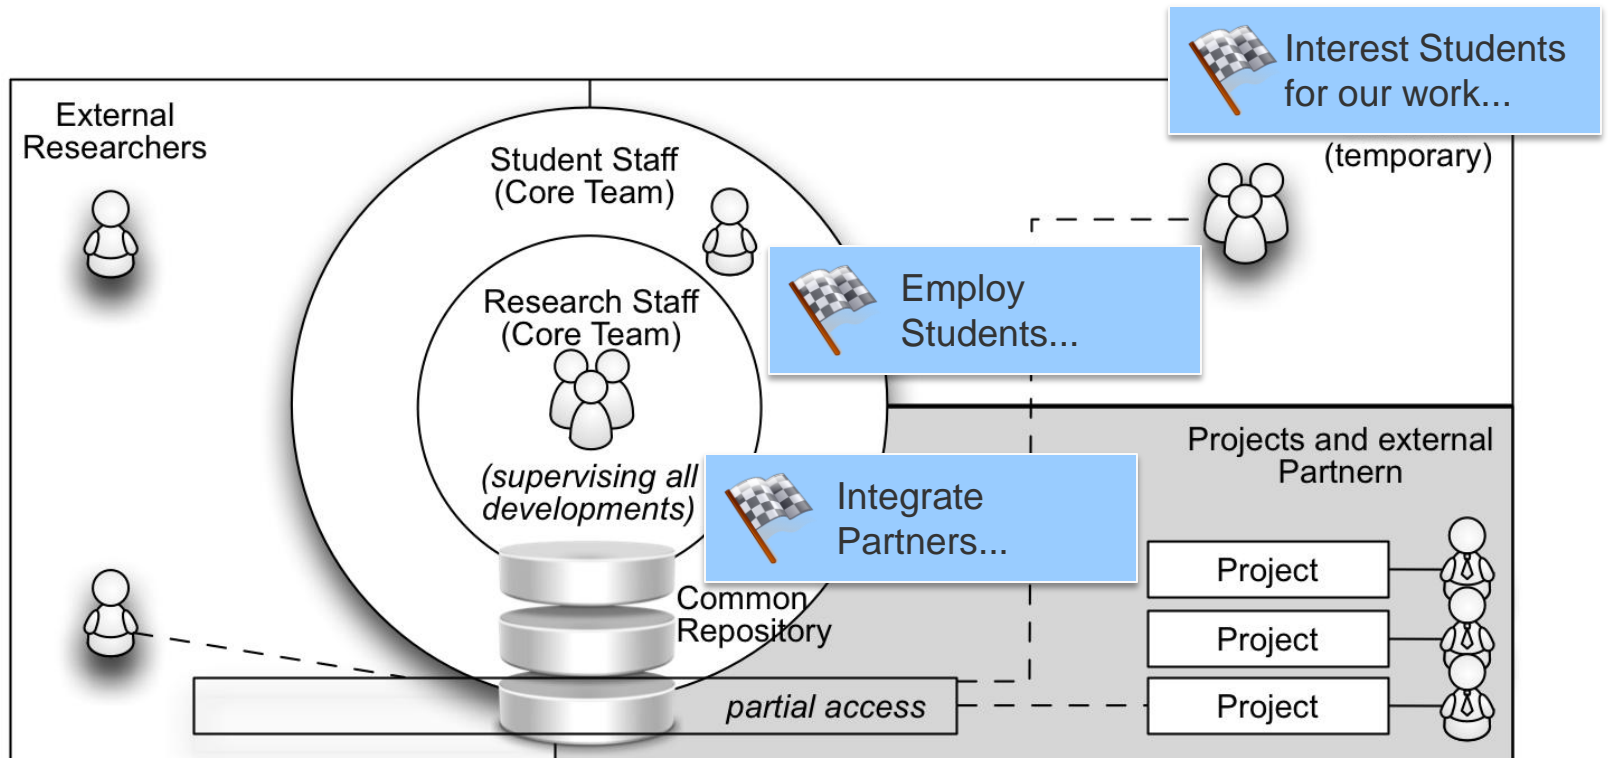 Interest Students
for our work...
External
Researchers
(temporary)
Student Staff
(Core Team)
Employ
Students...
Research Staff
(Core Team)
(supervising all
developments)
Projects and external
Partnern
Integrate
Partners...
Project
Common
Repository
Project
partial access
Project